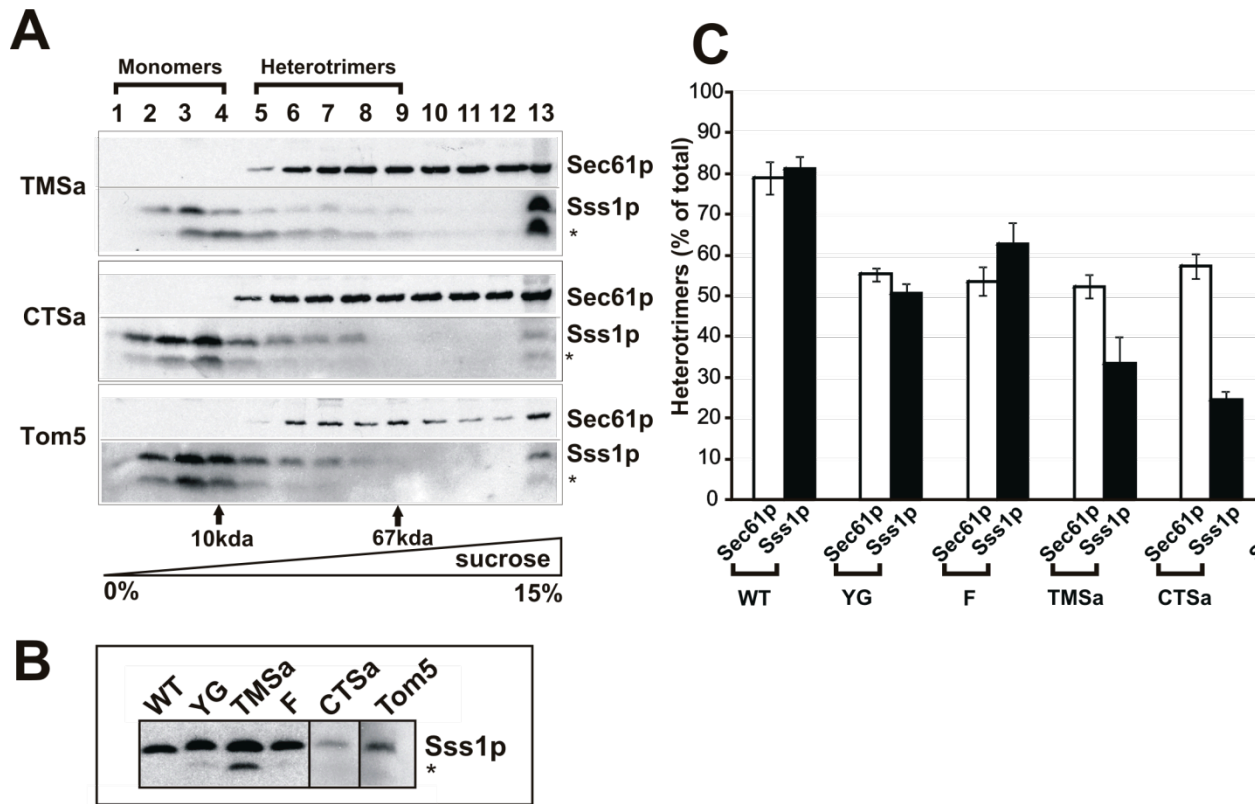 A
Monomers Heterotrimers
1 2 3 4 5 6 7 8 9 10 11 12 13
TMSa
Sec61p
Sss1p
*
CTSa
Sec61p
Sss1p
*
Tom5
Sec61p
Sss1p
*
10kda 67kda
sucrose
0% 15%
B
WT YG TMSa F CTSa Tom5
Sss1p
*
C
Heterotrimers (% of total)
100
90
80
70
60
50
40
30
20
10
0
Sec61p Sss1p Sec61p Sss1p Sec61p Sss1p Sec61p Sss1p Sec61p Sss1p S
WT YG F TMSa CTSa